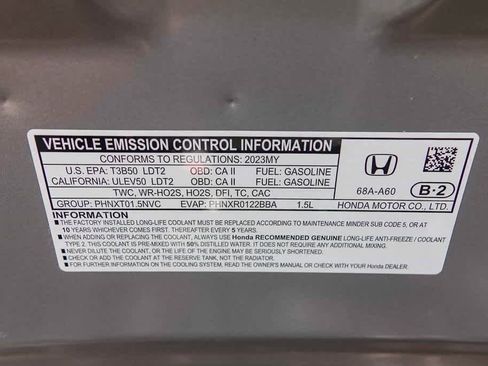 VEHICLE EMISSION CONTROL INFORMATION
CONFORMS TO REGULATIONS: 2023MY
U.S. EPA: T3B50 LDT2 OBD: CA II FUEL: GASOLINE
CALIFORNIA: ULEV50 LDT2 OBD: CA II FUEL: GASOLINE
TWC, WR-HO2S, HO2S, DFI, TC, CAC
GROUP: PHNXT01.5NVC EVAP: PHNXR0122BBA 1.5L
HONDA
68A-A60 B-2
HONDA MOTOR CO., LTD.
INFORMATION
■ THE FACTORY INSTALLED LONG-LIFE COOLANT MUST BE REPLACED ACCORDING TO MAINTENANCE MINDER SUB CODE 5, OR AT
10 YEARS WHICHEVER COMES FIRST. THEREAFTER EVERY 5 YEARS.
■ WHEN ADDING OR REPLACING COOLANT, ALWAYS USE HONDA RECOMMENDED GENUINE LONG-LIFE ANTI-FREEZE / COOLANT
TYPE 2, THIS COOLANT IS PRE-MIXED WITH 50% DISTILLED WATER. IT DOES NOT REQUIRE ANY ADDITIONAL MIXING.
■ NEVER DILUTE THE COOLANT, OR THE LIFE OF THE ENGINE MAY BE SERIOUSLY SHORTENED.
■ CHECK OR ADD COOLANT AT THE RESERVE TANK, NOT THE RADIATOR.
■ FOR FURTHER INFORMATION ON COOLING SYSTEM, READ THE OWNER'S MANUAL OR CHECK WITH YOUR Honda DEALER.